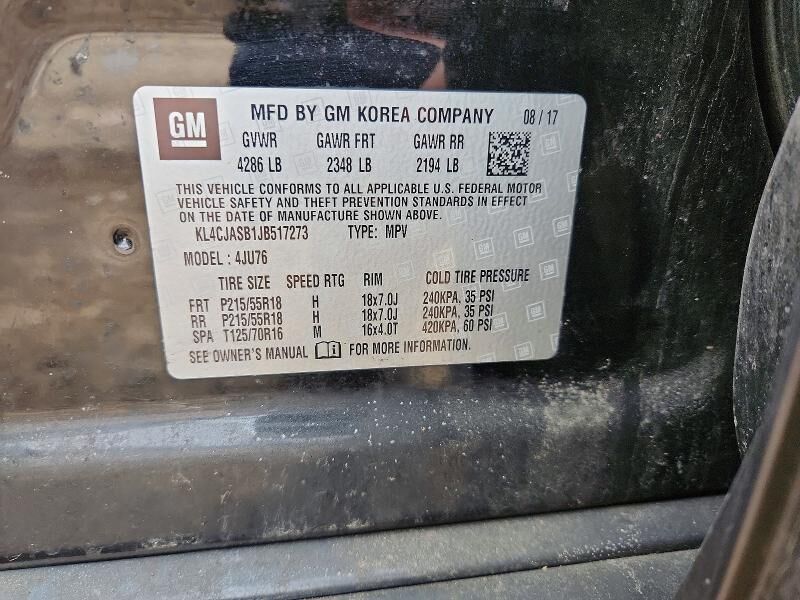 GM
MFD BY GM KOREA COMPANY 08 / 17
GVWR GAWR FRT GAWR RR
4286 LB 2348 LB 2194 LB
THIS VEHICLE CONFORMS TO ALL APPLICABLE U.S. FEDERAL MOTOR
VEHICLE SAFETY AND THEFT PREVENTION STANDARDS IN EFFECT
ON THE DATE OF MANUFACTURE SHOWN ABOVE.
KL4CJASB1JB517273 TYPE: MPV
MODEL : 4JU76
TIRE SIZE SPEED RTG RIM COLD TIRE PRESSURE
FRT P215/55R18 H 18x7.0J 240KPA, 35 PSI
RR P215/55R18 H 18x7.0J 240KPA, 35 PSI
SPA T125/70R16 M 16x4.0T 420KPA, 60 PSI
SEE OWNER'S MANUAL FOR MORE INFORMATION.